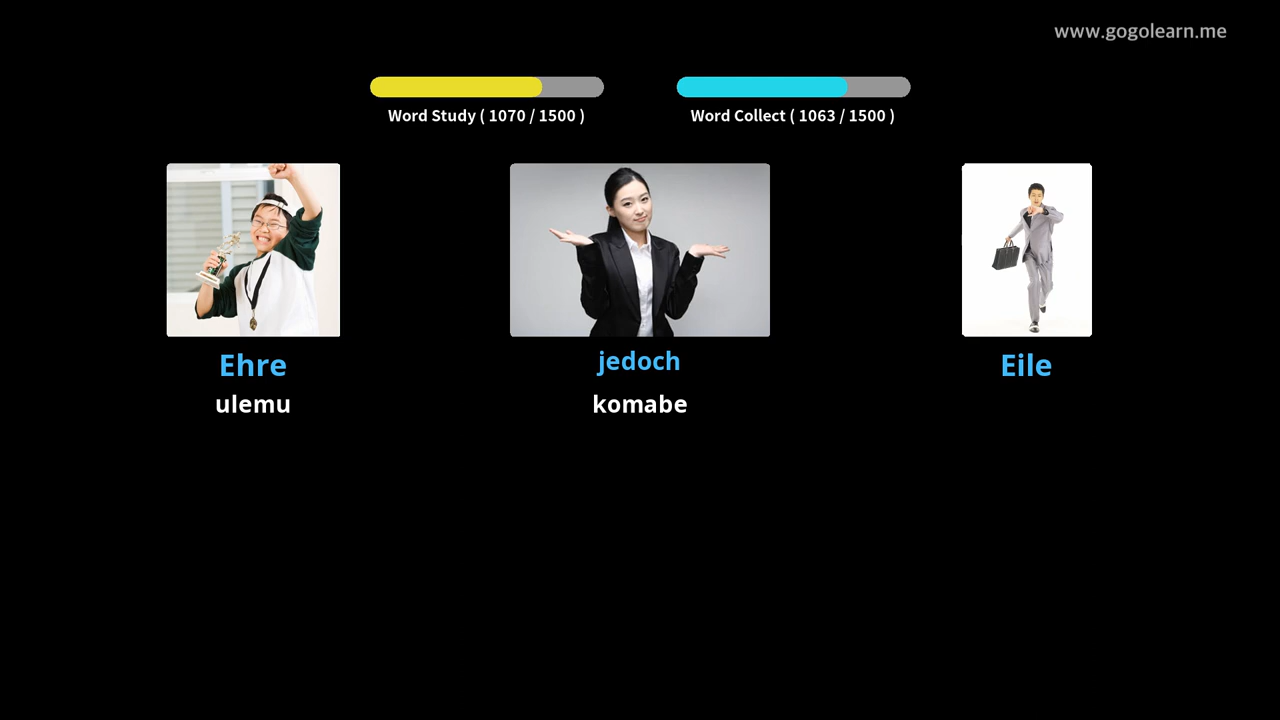 www.gogolearn.me
Word Study ( 1070 / 1500 )
Word Collect ( 1063 / 1500 )
Ehre
jedoch
Eile
ulemu
komabe